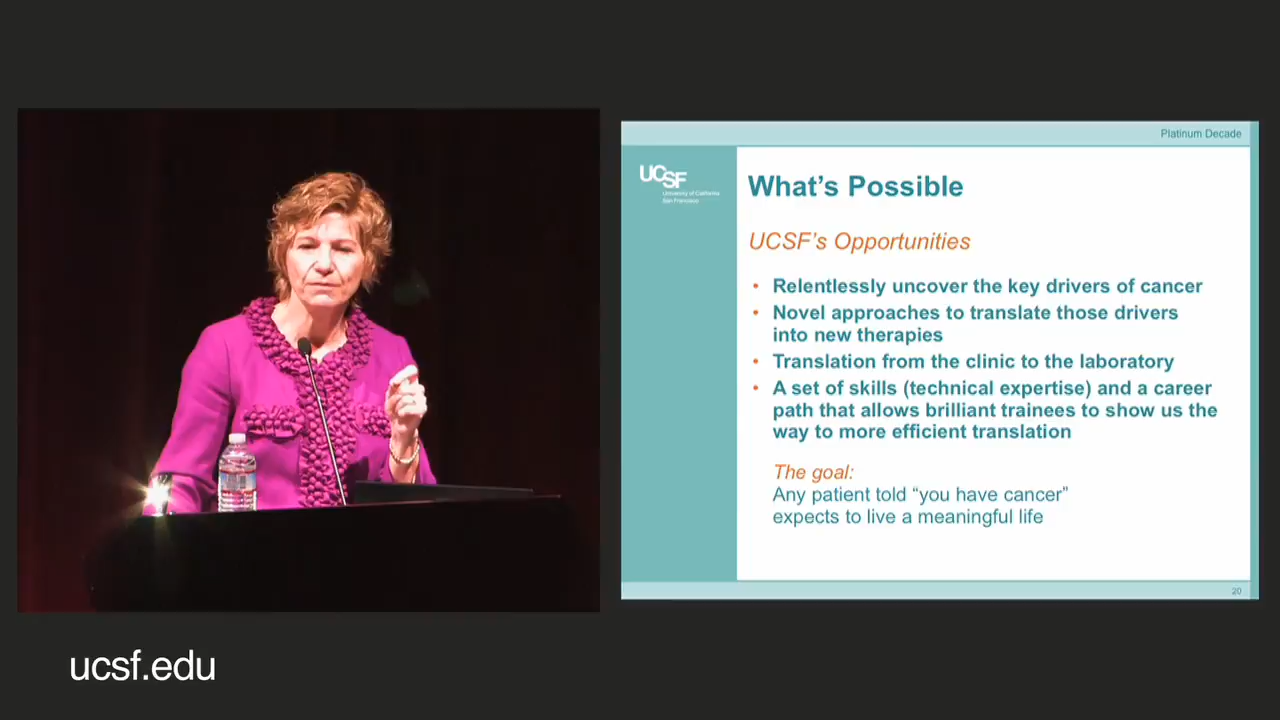 Platinum Decade
UCSF
University of California
San Francisco
What's Possible
UCSF's Opportunities
• Relentlessly uncover the key drivers of cancer
• Novel approaches to translate those drivers
into new therapies
• Translation from the clinic to the laboratory
• A set of skills (technical expertise) and a career
path that allows brilliant trainees to show us the
way to more efficient translation
The goal:
Any patient told “you have cancer”
expects to live a meaningful life
20
ucsf.edu